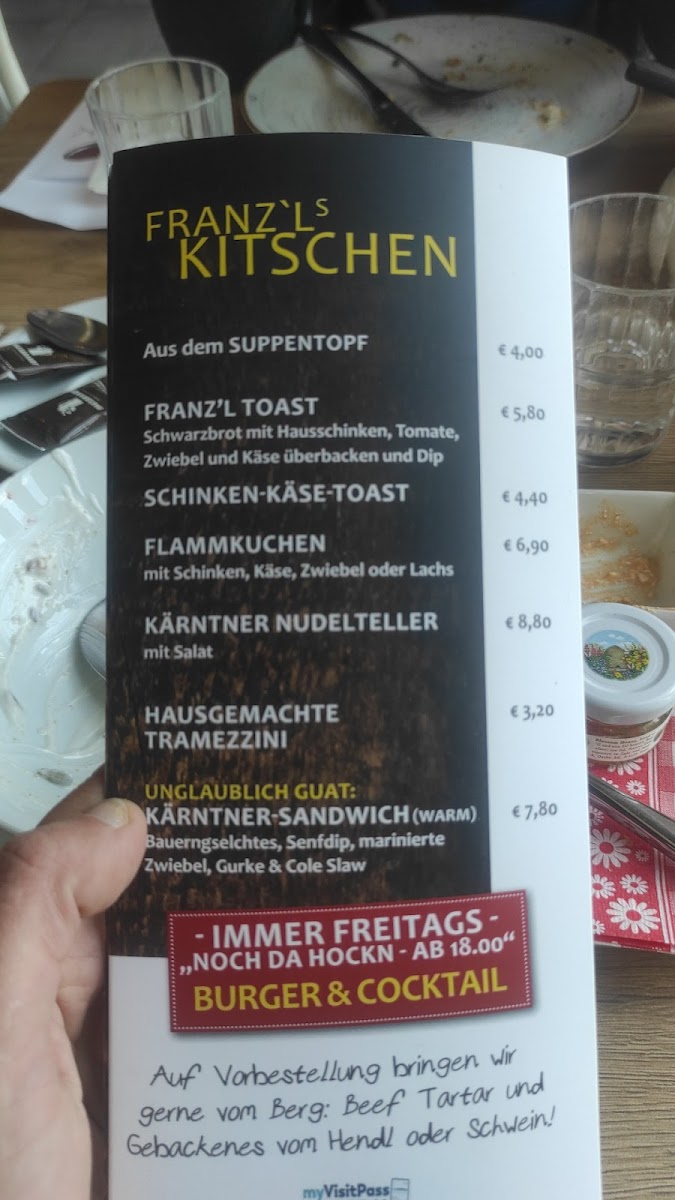 FRANZ`Ls
KITSCHEN
Aus dem SUPPENTOPF € 4,00
FRANZ'L TOAST € 5,80
Schwarzbrot mit Hausschinken, Tomate,
Zwiebel und Käse überbacken und Dip
SCHINKEN-KÄSE-TOAST € 4,40
FLAMMKUCHEN € 6,90
mit Schinken, Käse, Zwiebel oder Lachs
KÄRNTNER NUDELTELLER € 8,80
mit Salat
HAUSGEMACHTE € 3,20
TRAMEZZINI
UNGLAUBLICH GUAT:
KÄRNTNER-SANDWICH (WARM) € 7,80
Bauerngselchtes, Senfdip, marinierte
Zwiebel, Gurke & Cole Slaw
- IMMER FREITAGS -
„NOCH DA HOCKN - AB 18.00“
BURGER & COCKTAIL
Auf Vorbestellung bringen wir
gerne vom Berg: Beef Tartar und
Gebackenes vom Hendl oder Schwein!
myVisitPass